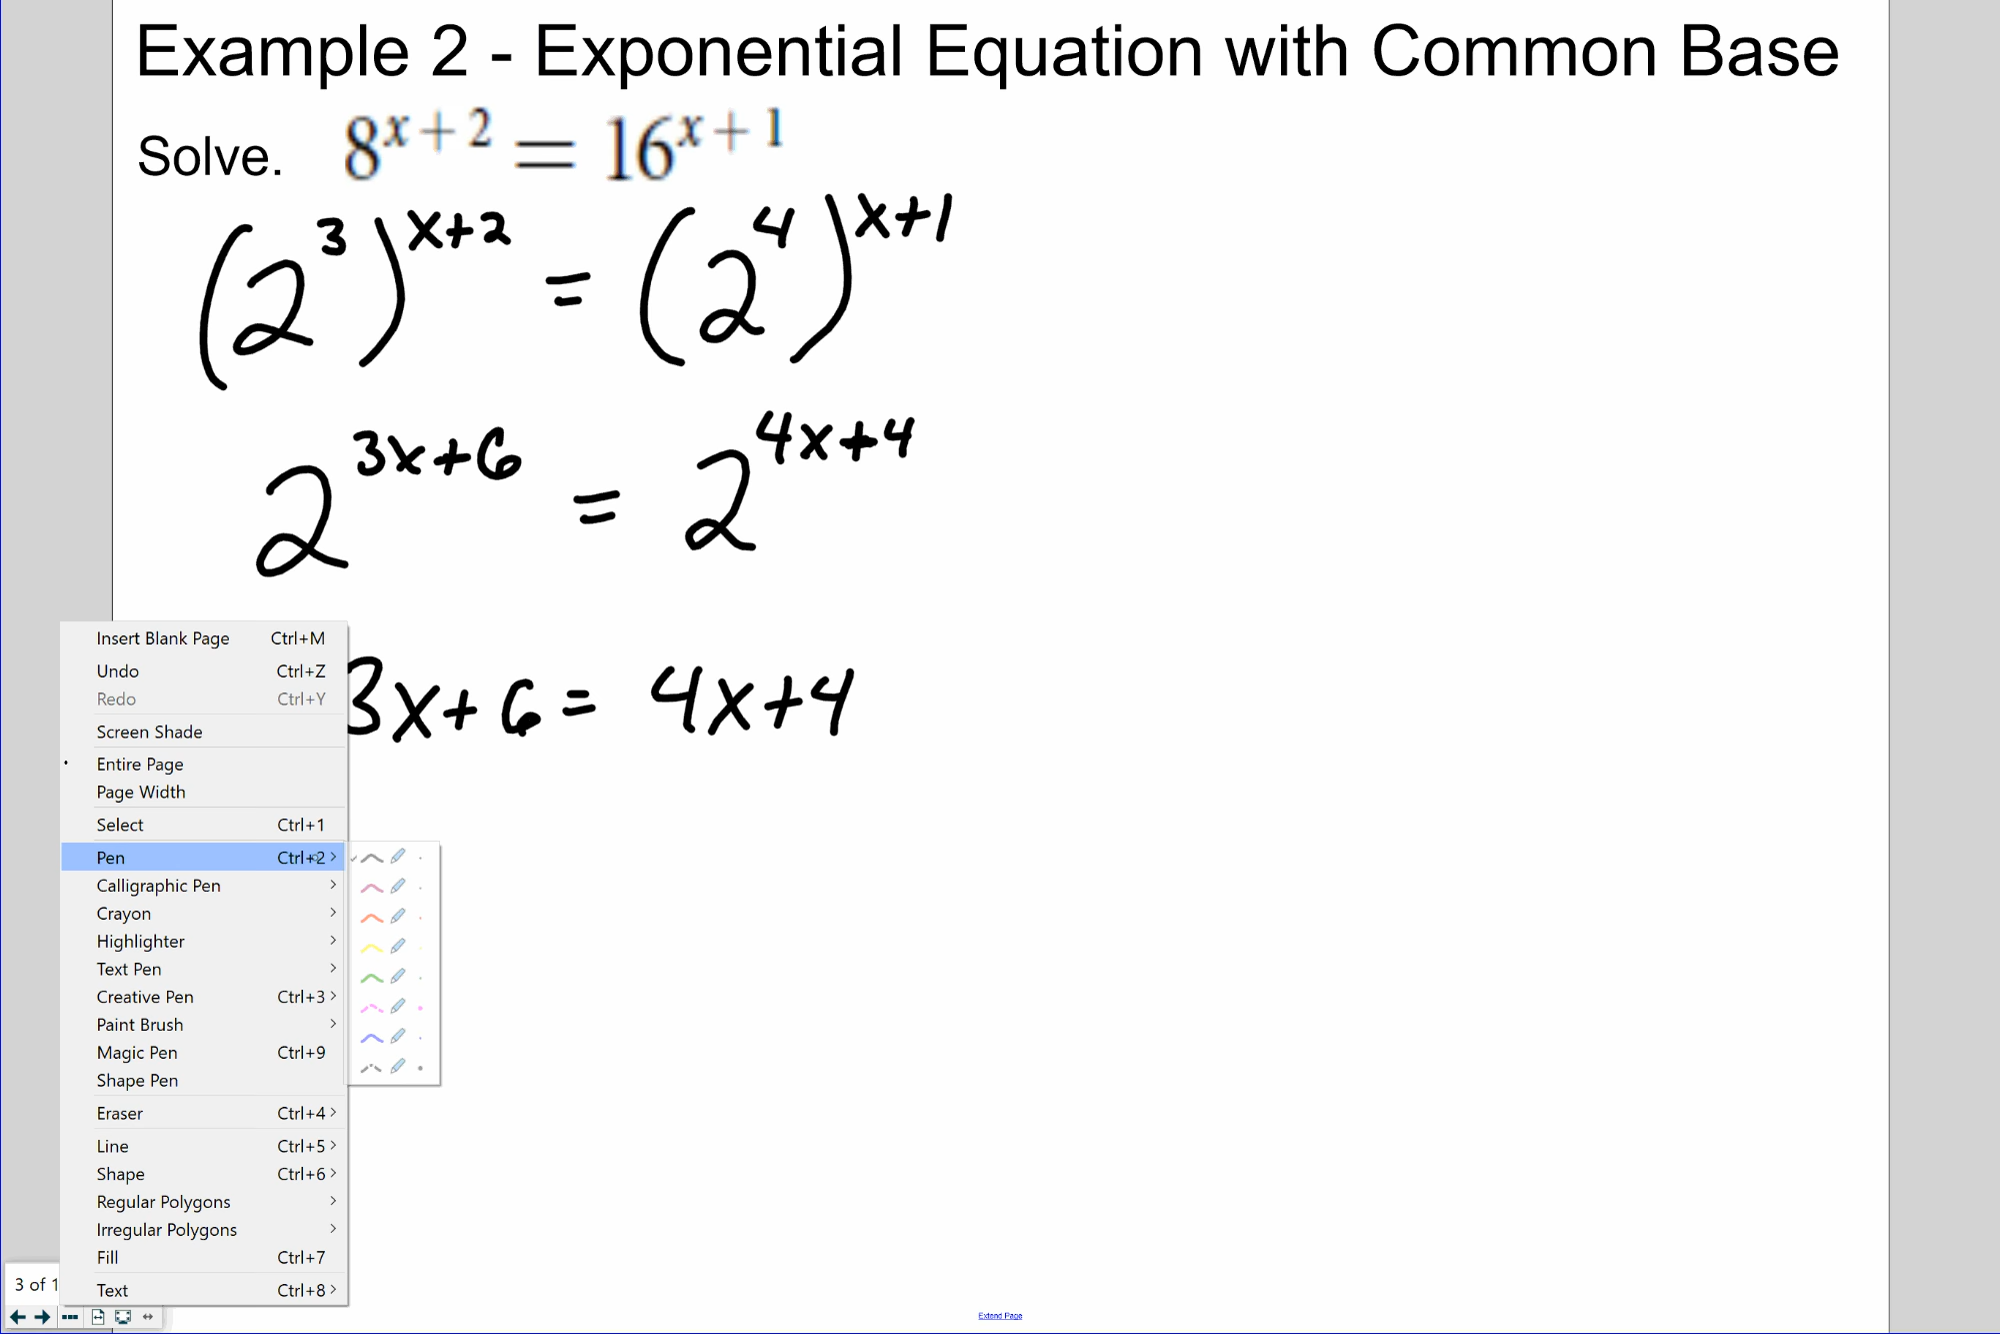 Example 2 - Exponential Equation with Common Base
Solve. 8^{x + 2} = 16^{x + 1}
(2^3)^{x+2} = (2^4)^{x+1}
2^{3x+6} = 2^{4x+4}
3x+6 = 4x+4
Insert Blank Page Ctrl+M
Undo Ctrl+Z
Redo Ctrl+Y
Screen Shade
Entire Page
Page Width
Select Ctrl+1
Pen Ctrl+2
Calligraphic Pen
Crayon
Highlighter
Text Pen
Creative Pen Ctrl+3
Paint Brush
Magic Pen Ctrl+9
Shape Pen
Eraser Ctrl+4
Line Ctrl+5
Shape Ctrl+6
Regular Polygons
Irregular Polygons
Fill Ctrl+7
Text Ctrl+8
3 of 1
Extend Page